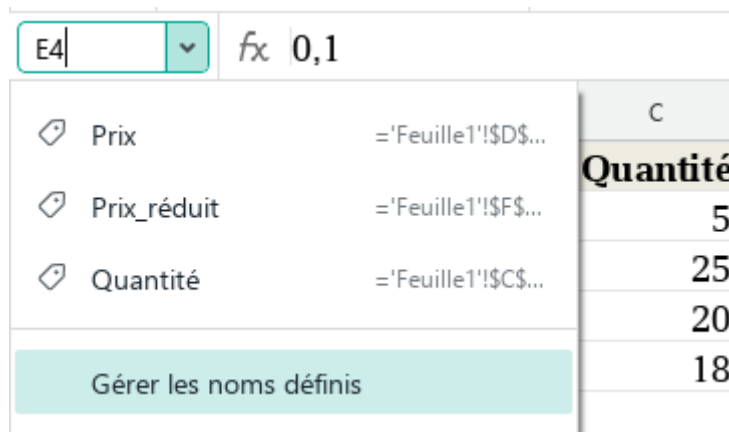 E4 fx 0,1
C
Prix ='Feuille1'!$D$...
Quantité
Prix_réduit ='Feuille1'!$F$...
5
Quantité ='Feuille1'!$C$...
25
20
Gérer les noms définis
18